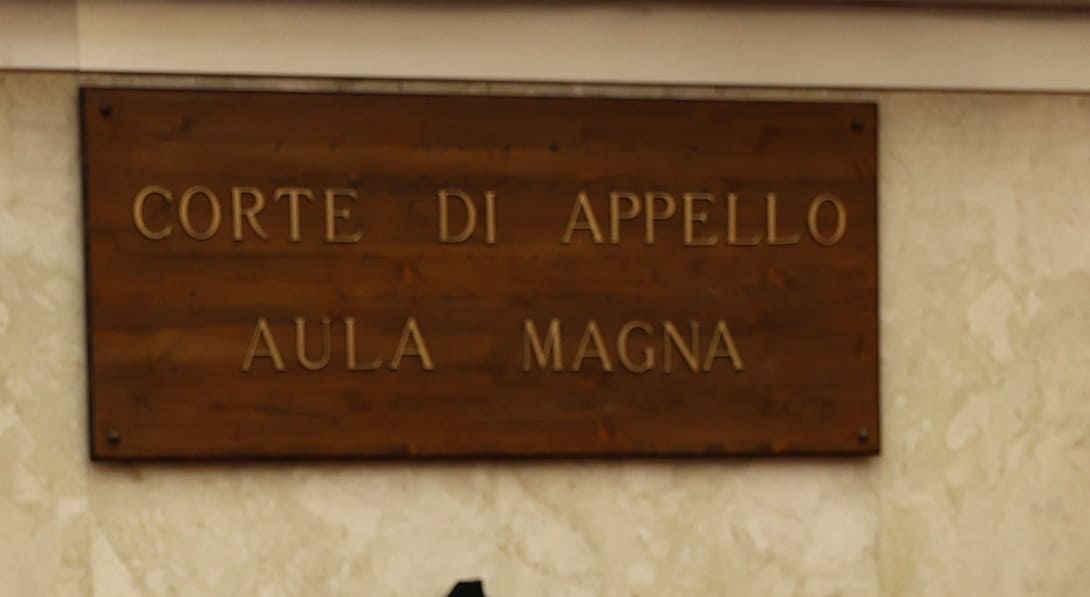 CORTE DI APPELLO
AULA MAGNA